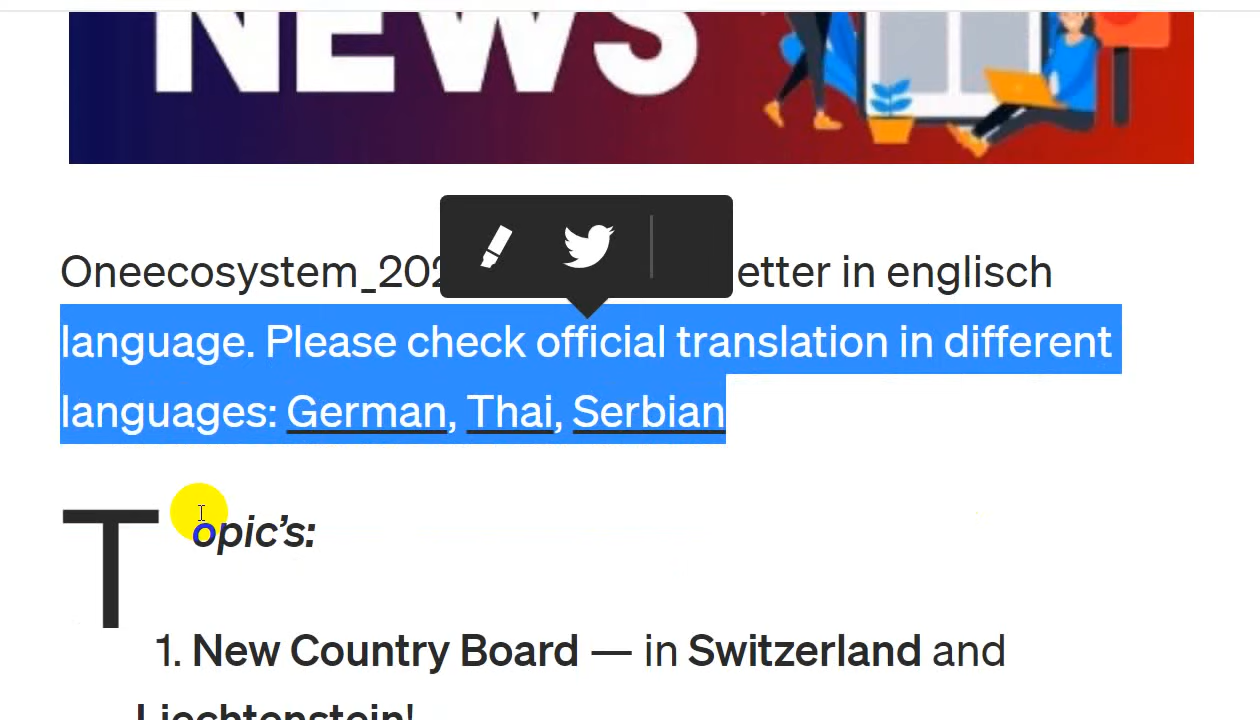 NEWS
Oneecosystem_202 etter in englisch
language. Please check official translation in different
languages: German, Thai, Serbian
Topic's:
1. New Country Board — in Switzerland and
Liechtenstein!